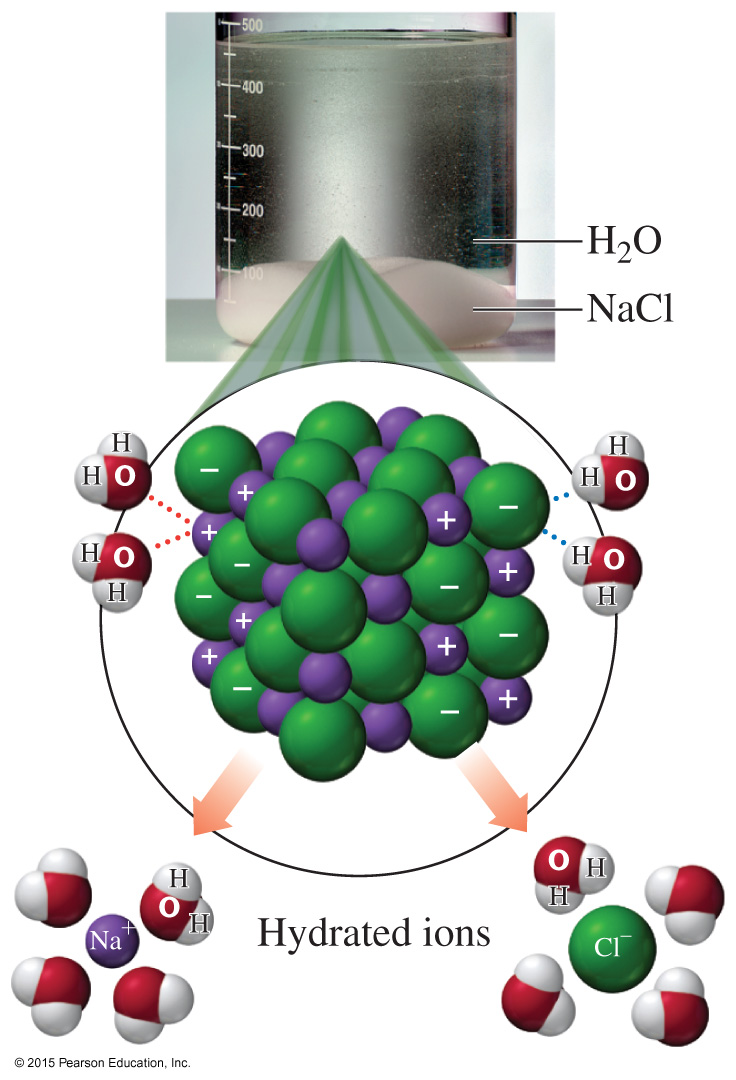 500
400
300
200
100
H₂O
NaCl
H
H O
H O
H
H
H O
H O
H
− + + − − + − + − + − + − + − + −
H
O
H
Na⁺
Hydrated ions
O H
H
Cl⁻
© 2015 Pearson Education, Inc.